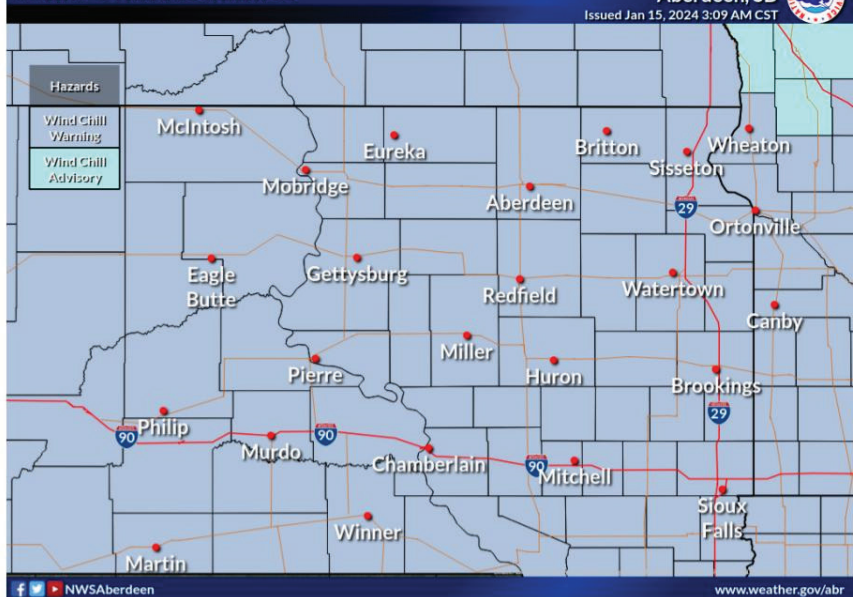 Aberdeen, SD
Issued Jan 15, 2024 3:09 AM CST
Hazards
Wind Chill
Warning
Wind Chill
Advisory
McIntosh
Eureka
Britton
Sisseton
Wheaton
Mobridge
Aberdeen
29
Ortonville
Eagle
Butte
Gettysburg
Redfield
Watertown
Canby
Miller
Pierre
Huron
Brookings
29
Philip
90
Murdo
90
Chamberlain
90
Mitchell
Sioux
Falls
Winner
Martin
NWSAberdeen
www.weather.gov/abr